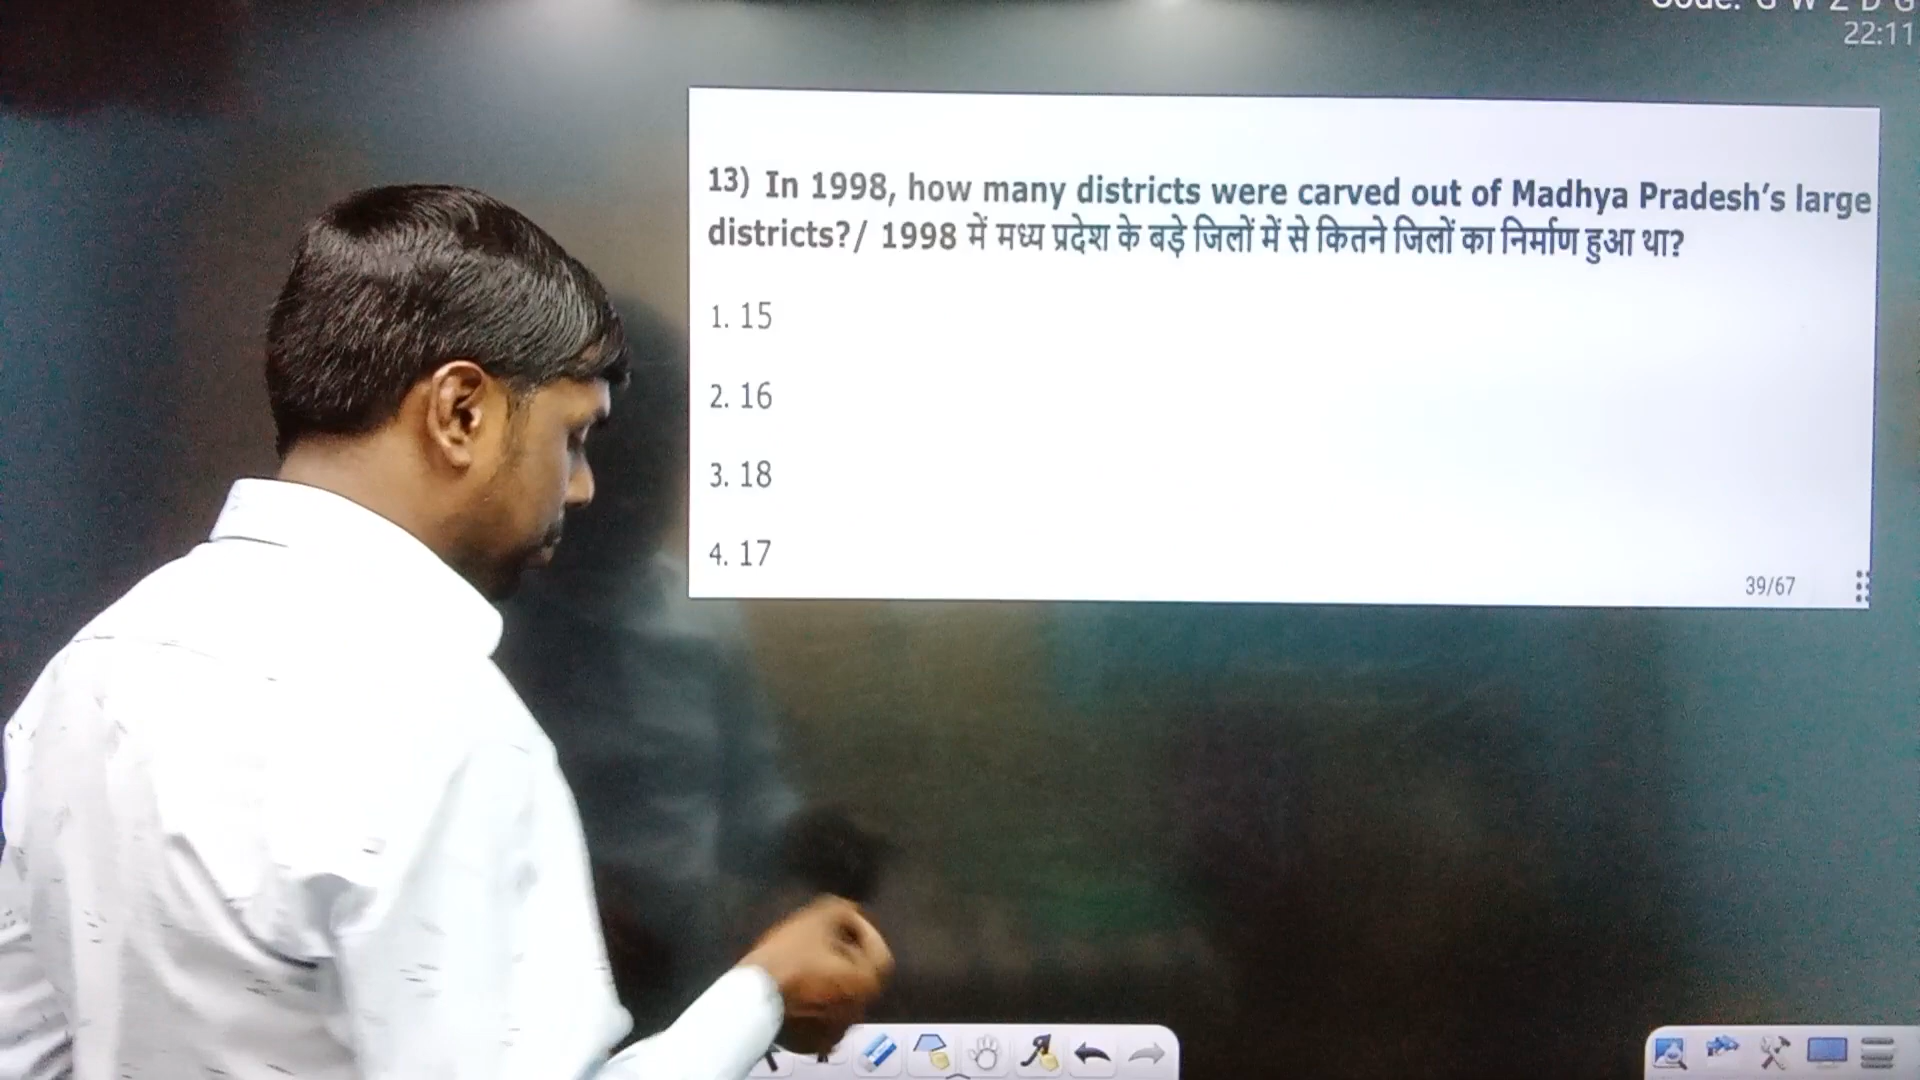 Code: G W Z D G
22:11
13) In 1998, how many districts were carved out of Madhya Pradesh's large
districts?/ 1998 में मध्य प्रदेश के बड़े जिलों में से कितने जिलों का निर्माण हुआ था?
1. 15
2. 16
3. 18
4. 17
39/67